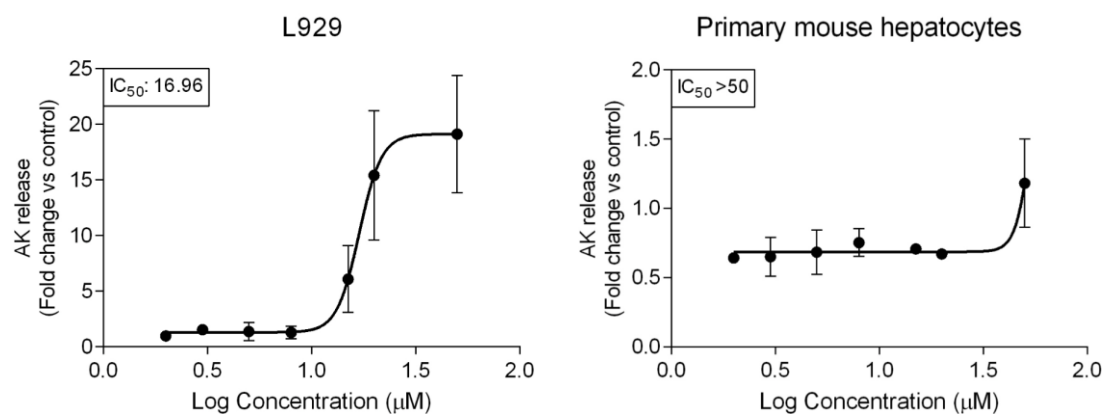 L929
IC50: 16.96
25
20
15
10
5
0
AK release
(Fold change vs control)
0.0 0.5 1.0 1.5 2.0
Log Concentration (μM)
Primary mouse hepatocytes
IC50 >50
2.0
1.5
1.0
0.5
0.0
AK release
(Fold change vs control)
0.0 0.5 1.0 1.5 2.0
Log Concentration (μM)